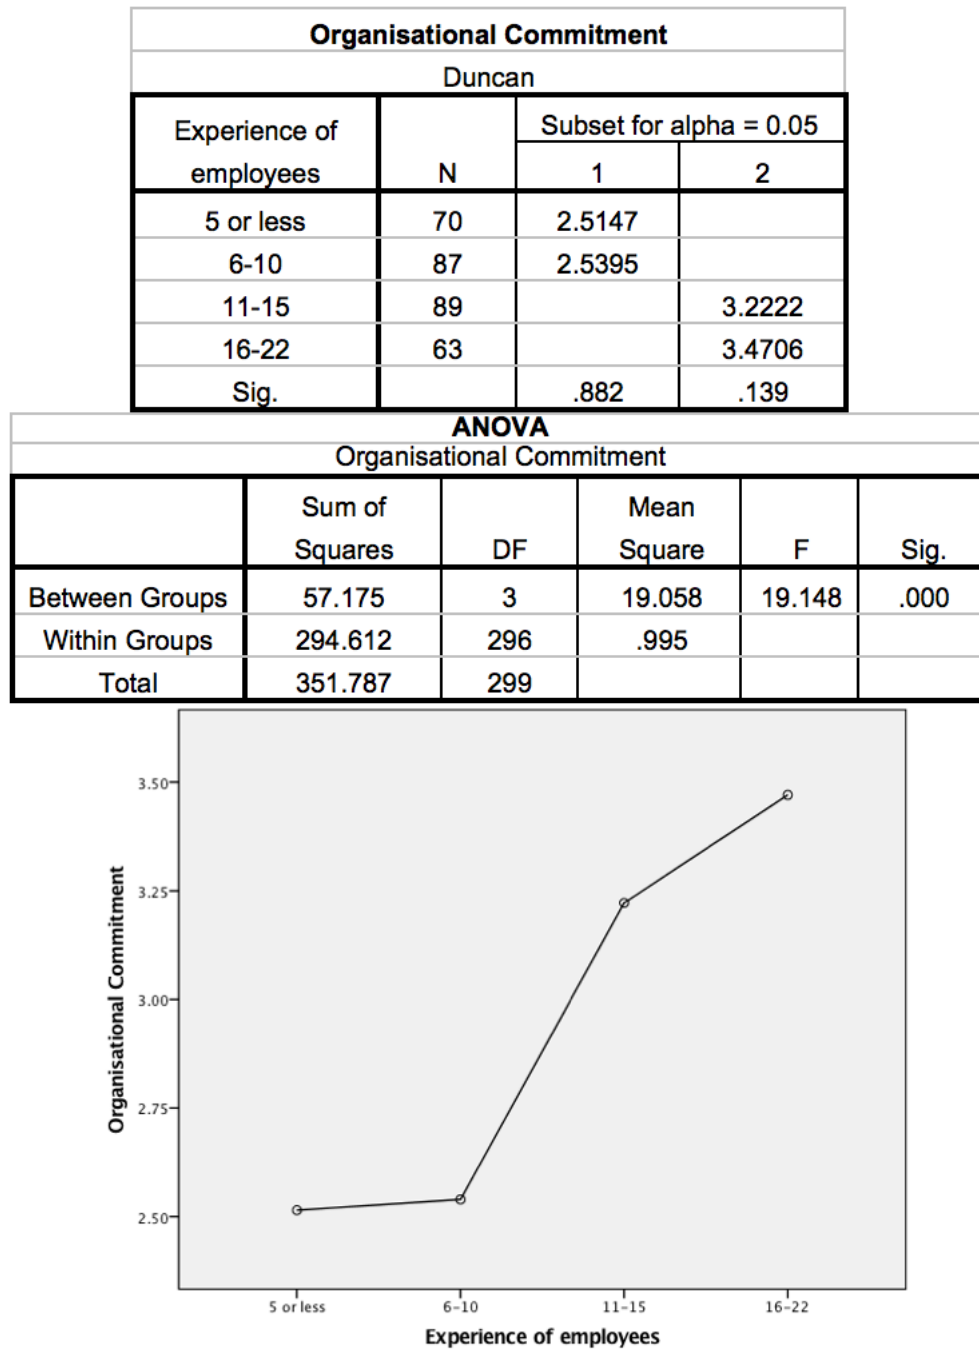 Organisational Commitment
Duncan
Experience of employees N Subset for alpha = 0.05
1 2
5 or less 70 2.5147
6-10 87 2.5395
11-15 89 3.2222
16-22 63 3.4706
Sig. .882 .139
ANOVA
Organisational Commitment
Sum of Squares DF Mean Square F Sig.
Between Groups 57.175 3 19.058 19.148 .000
Within Groups 294.612 296 .995
Total 351.787 299
Organisational Commitment
3.50
3.25
3.00
2.75
2.50
5 or less 6-10 11-15 16-22
Experience of employees